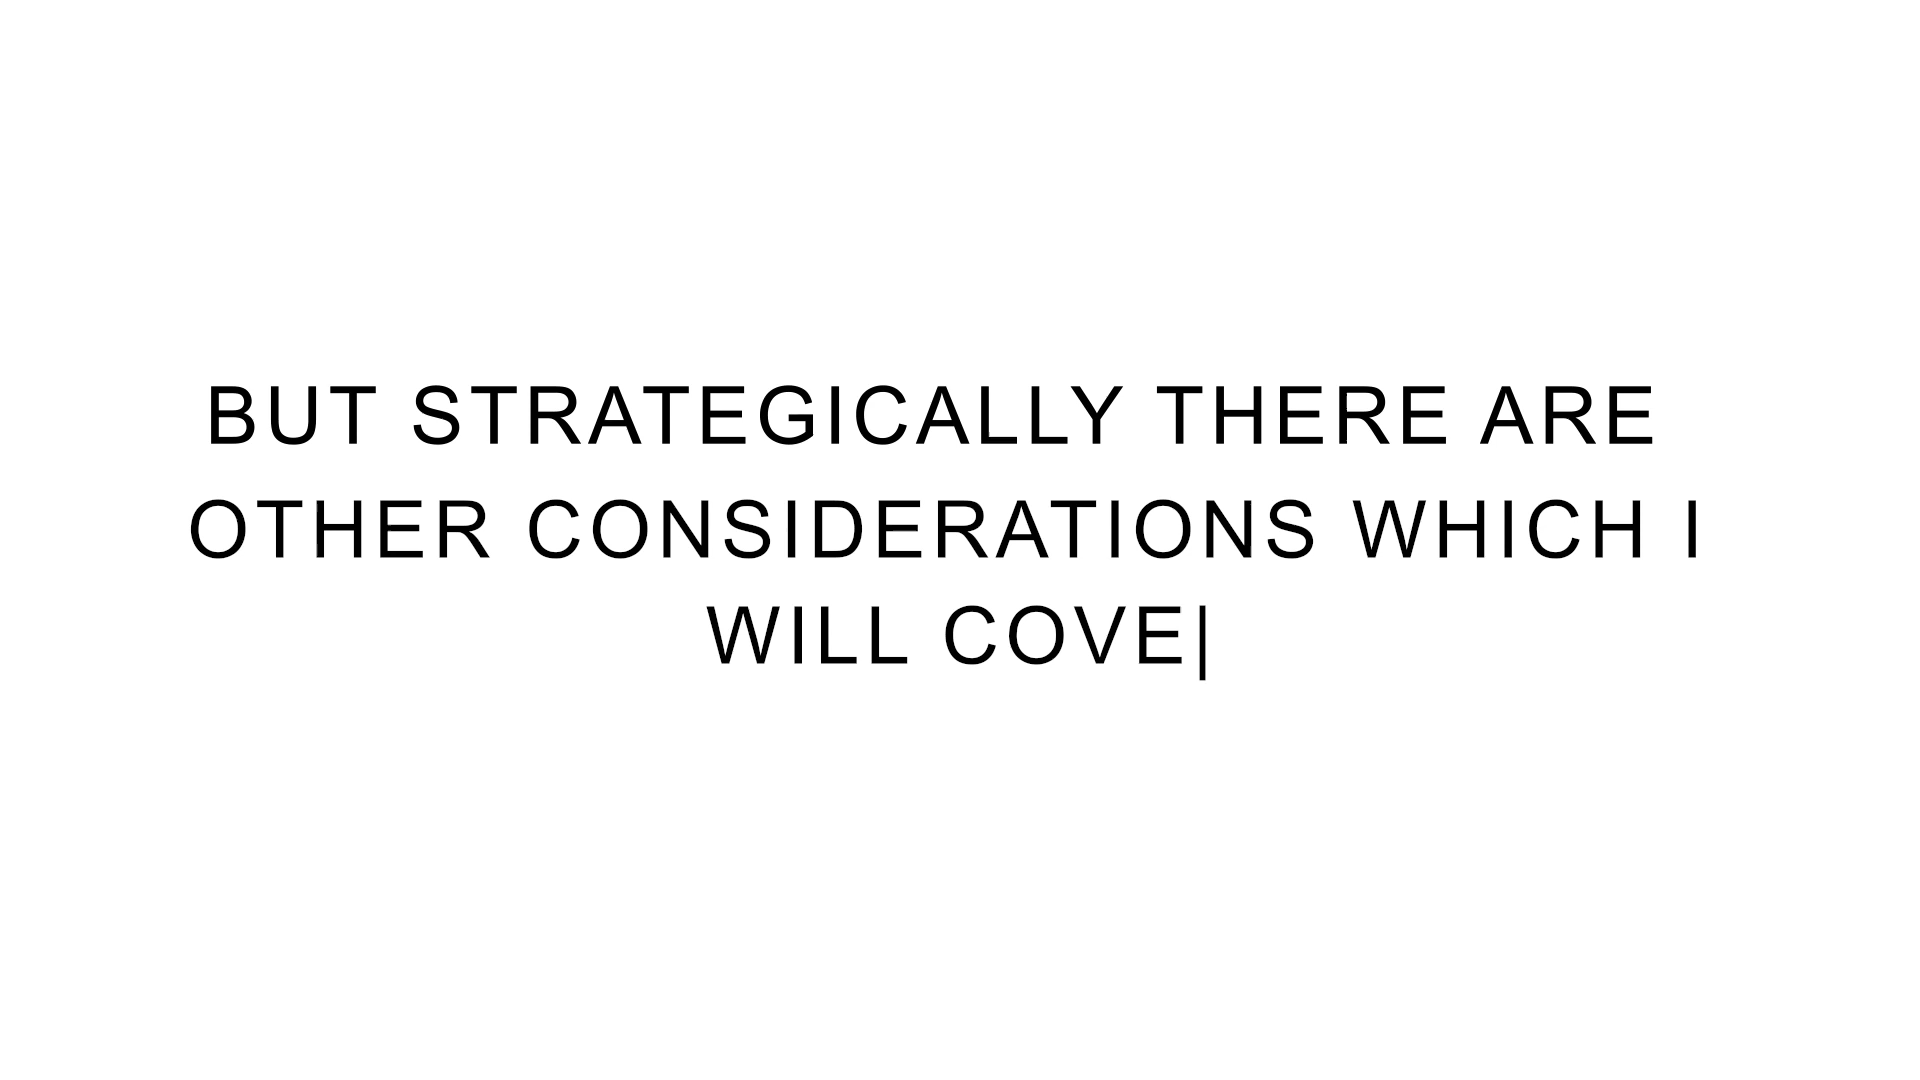 BUT STRATEGICALLY THERE ARE
OTHER CONSIDERATIONS WHICH I
WILL COVE|